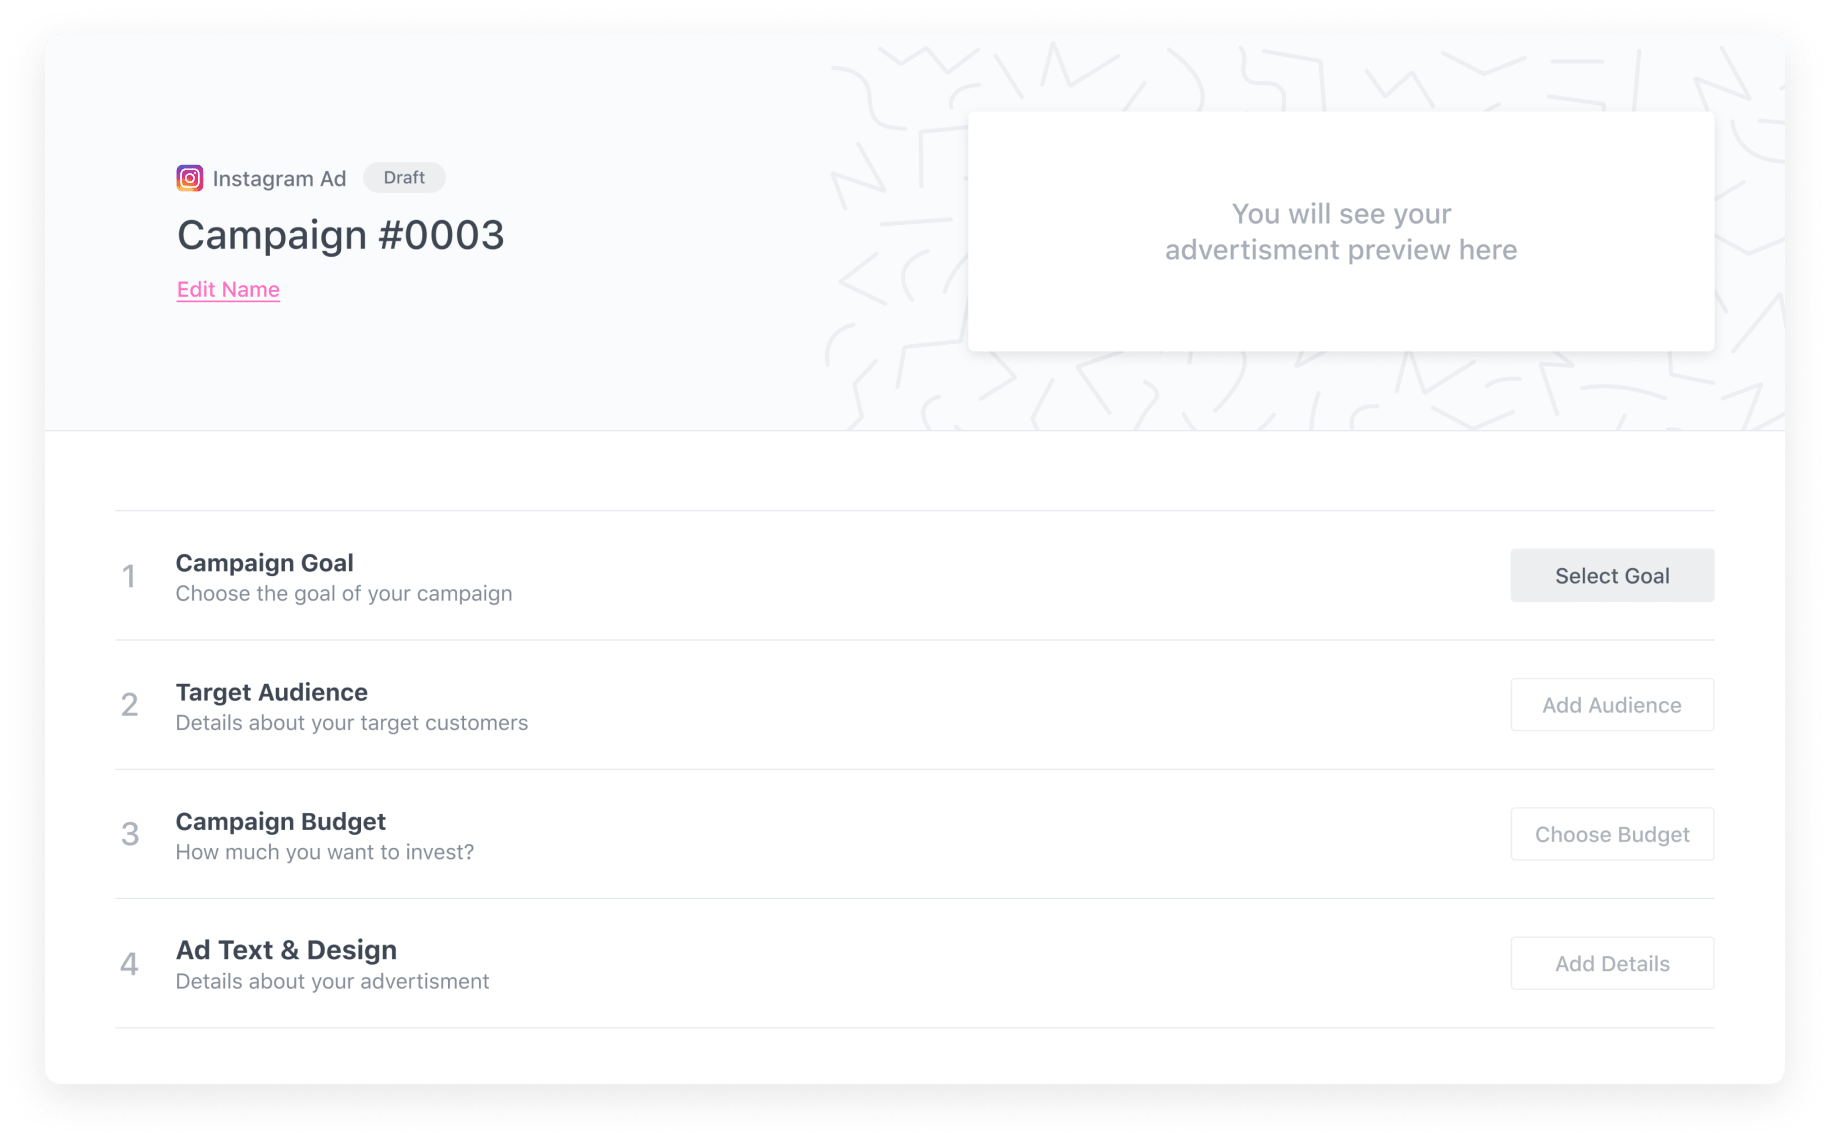 Instagram Ad Draft
Campaign #0003
Edit Name
You will see your
advertisment preview here
1 Campaign Goal
Choose the goal of your campaign
Select Goal
2 Target Audience
Details about your target customers
Add Audience
3 Campaign Budget
How much you want to invest?
Choose Budget
4 Ad Text & Design
Details about your advertisment
Add Details